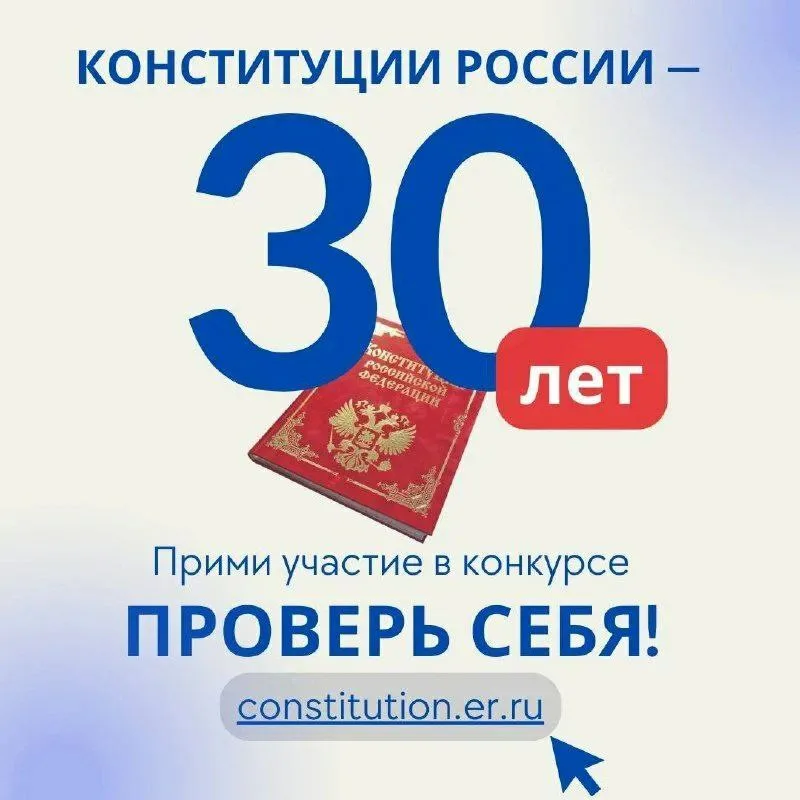 КОНСТИТУЦИИ РОССИИ —
30
лет
КОНСТИТУЦИЯ
РОССИЙСКОЙ
ФЕДЕРАЦИИ
Прими участие в конкурсе
ПРОВЕРЬ СЕБЯ!
constitution.er.ru